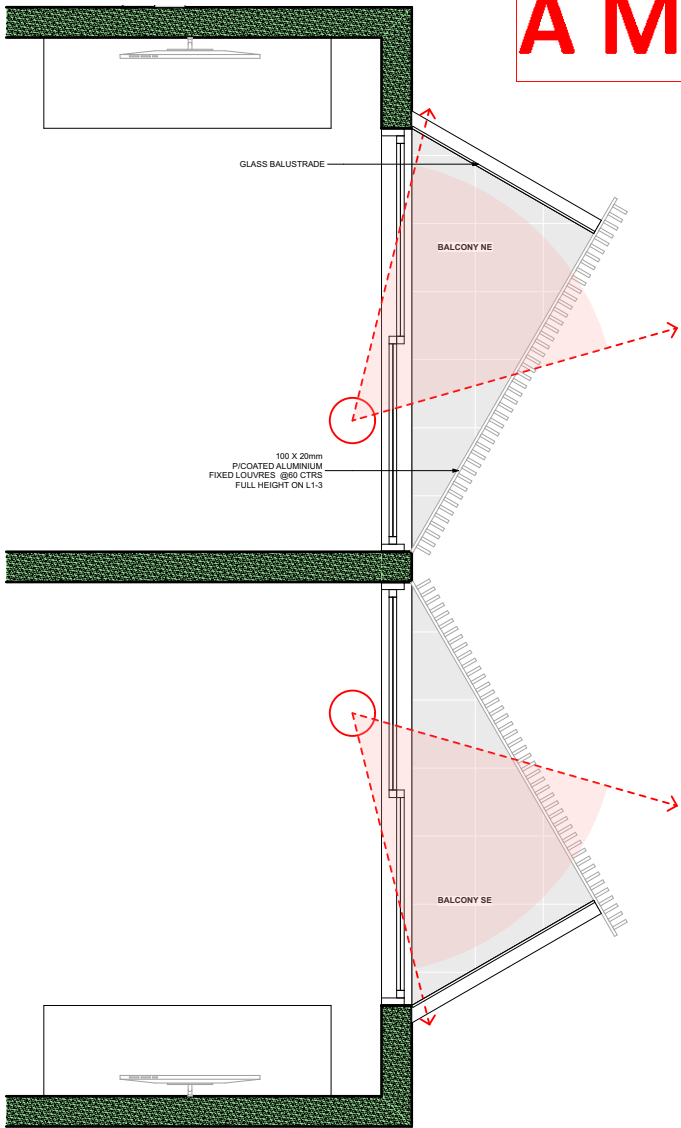 A M
GLASS BALUSTRADE
BALCONY NE
100 X 20mm
P/COATED ALUMINIUM
FIXED LOUVRES @60 CTRS
FULL HEIGHT ON L1-3
BALCONY SE